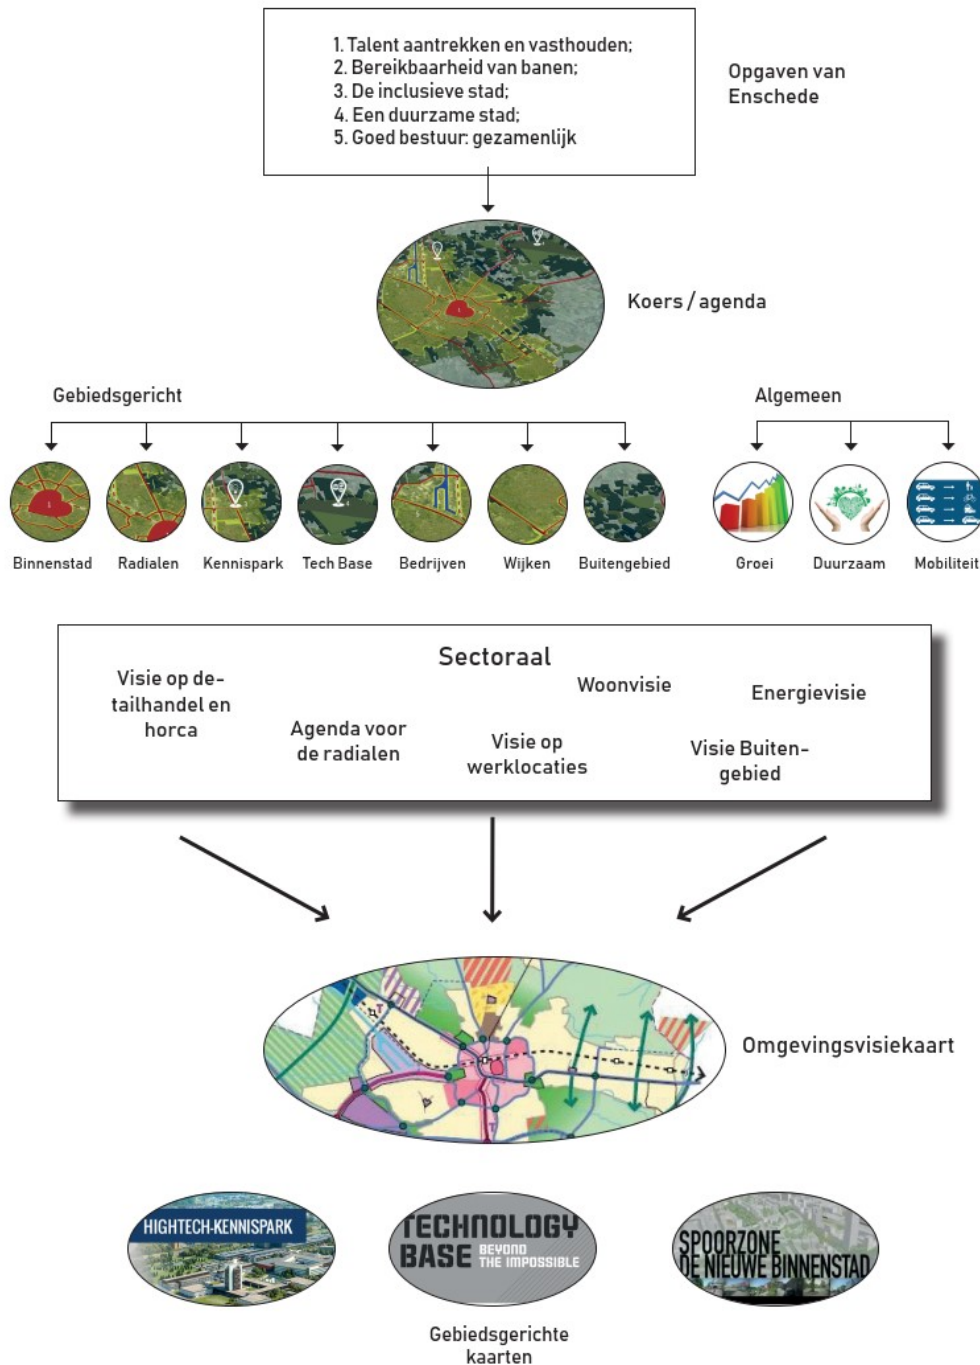 1. Talent aantrekken en vasthouden;
2. Bereikbaarheid van banen;
3. De inclusieve stad;
4. Een duurzame stad;
5. Goed bestuur: gezamenlijk
Opgaven van
Enschede
Koers / agenda
Gebiedsgericht
Algemeen
Binnenstad
Radialen
Kennispark
Tech Base
Bedrijven
Wijken
Buitengebied
Groei
Duurzaam
Mobiliteit
Sectoraal
Visie op de-
tailhandel en
horca
Agenda voor
de radialen
Woonvisie
Visie op
werklocaties
Energievisie
Visie Buiten-
gebied
Omgevingsvisiekaart
HIGHTECH-KENNISPARK
TECHNOLOGY
BASE BEYOND
THE IMPOSSIBLE
SPOORZONE
DE NIEUWE BINNENSTAD
Gebiedsgerichte
kaarten